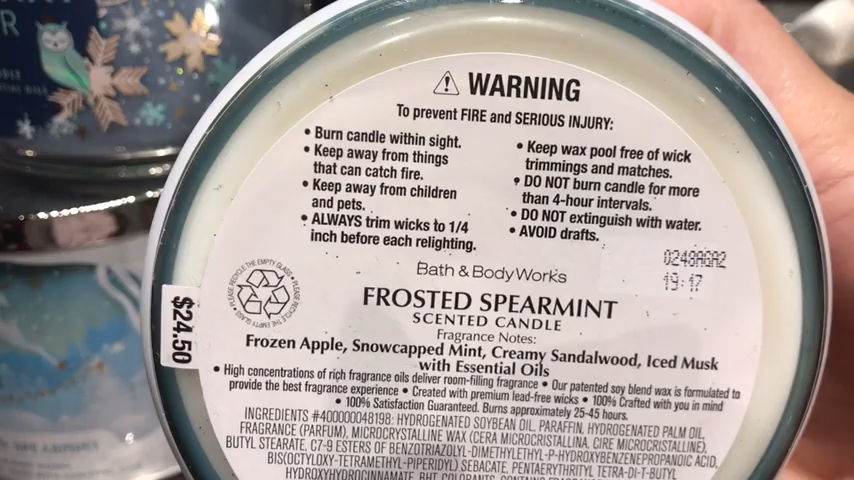 WARNING
To prevent FIRE and SERIOUS INJURY:
• Burn candle within sight.
• Keep away from things
that can catch fire.
• Keep away from children
and pets.
• ALWAYS trim wicks to 1/4
inch before each relighting.
• Keep wax pool free of wick
trimmings and matches.
• DO NOT burn candle for more
than 4-hour intervals.
• DO NOT extinguish with water.
• AVOID drafts.
0248AGA2
19:17
PLEASE RECYCLE THE EMPTY GLASS •
Bath & Body Works
FROSTED SPEARMINT
SCENTED CANDLE
Fragrance Notes:
Frozen Apple, Snowcapped Mint, Creamy Sandalwood, Iced Musk
with Essential Oils
$24.50
• High concentrations of rich fragrance oils deliver room-filling fragrance • Our patented soy blend wax is formulated to
provide the best fragrance experience • Created with premium lead-free wicks • 100% Crafted with you in mind
• 100% Satisfaction Guaranteed. Burns approximately 25-45 hours.
INGREDIENTS #400000048198: HYDROGENATED SOYBEAN OIL, PARAFFIN, HYDROGENATED PALM OIL,
FRAGRANCE (PARFUM), MICROCRYSTALLINE WAX (CERA MICROCRISTALLINA, CIRE MICROCRISTALLINE),
BUTYL STEARATE, C7-9 ESTERS OF BENZOTRIAZOLYL-DIMETHYLETHYL-P-HYDROXYBENZENEPROPANOIC ACID,
BIS(OCTYLOXY-TETRAMETHYL-PIPERIDYL) SEBACATE, PENTAERYTHRITYL TETRA-DI-T-BUTYL
HYDROXYHYDROCINNAMATE, BHT, COLORANTS.